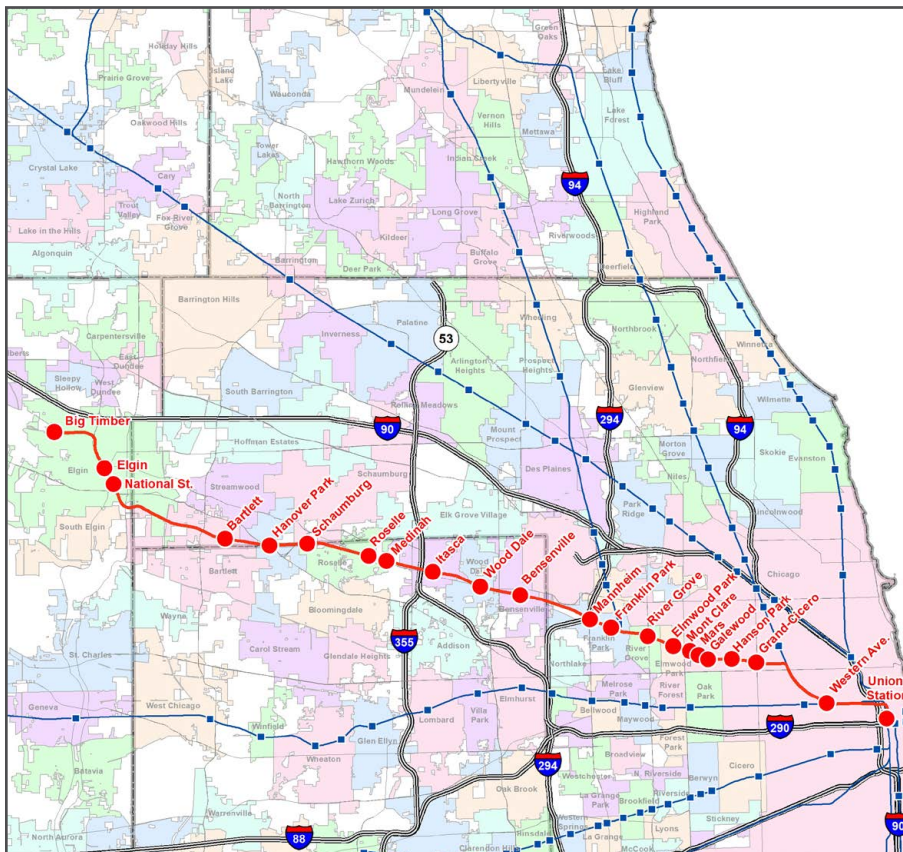 Green
Oaks
Holiday Hills
Island
Lake
Lake
Bluff
Prairie Grove
Libertyville
Wauconda
Mundelein
Lake
Forest
Vernon
Hills
Oakwood Hills
Mettawa
Tower
Lakes
Hawthorn Woods
Indian Creek
Crystal Lake
Cary
94
North
Barrington
Lake Zurich
Trout
Valley
Highland
Park
Long Grove
Fox River
Grove
Lake in the Hills
Riverwoods
Kildeer
Algonquin
Barrington
Buffalo
Grove
Deer Park
Deerfield
Barrington Hills
Palatine
Wheeling
Northbrook
Inverness
53
Carpentersville
Winnetka
Northfield
East
Dundee
Arlington
Heights
Prospect
Heights
Sleepy
Hollow
West
Dundee
Glenview
South Barrington
Wilmette
Rolling Meadows
Big Timber
90
294
94
Mount
Prospect
Hoffman Estates
Morton
Grove
Skokie
Evanston
Elgin
Elgin
National St.
Schaumburg
Des Plaines
Niles
Streamwood
Park
Ridge
Lincolnwood
Elk Grove Village
South Elgin
Bartlett
Hanover Park
Schaumburg
Roselle
Medinah
Itasca
Wood Dale
Bensenville
Mannheim
Franklin Park
River Grove
Elmwood Park
Mont Clare
Mars
Galewood
Hanson Park
Grand-Cicero
Western Ave.
Union
Station
Bartlett
Roselle
Wood
Dale
Chicago
Wayne
Bloomingdale
Bensenville
Franklin
Park
River
Grove
Carol Stream
355
Addison
St. Charles
Glendale Heights
Northlake
Elmwood
Park
Melrose
Park
River
Forest
Oak
Park
Geneva
West Chicago
Elmhurst
Winfield
Lombard
Villa
Park
Bellwood
Maywood
290
Glen Ellyn
Wheaton
Forest
Park
Broadview
Cicero
Batavia
294
Oak Brook
Westchester
N. Riverside
Berwyn
La Grange
Park
Riverside
Brookfield
Warrenville
Western
Springs
Lyons
Stickney
North Aurora
88
Hinsdale
La Grange
90
Clarendon Hills
McCook